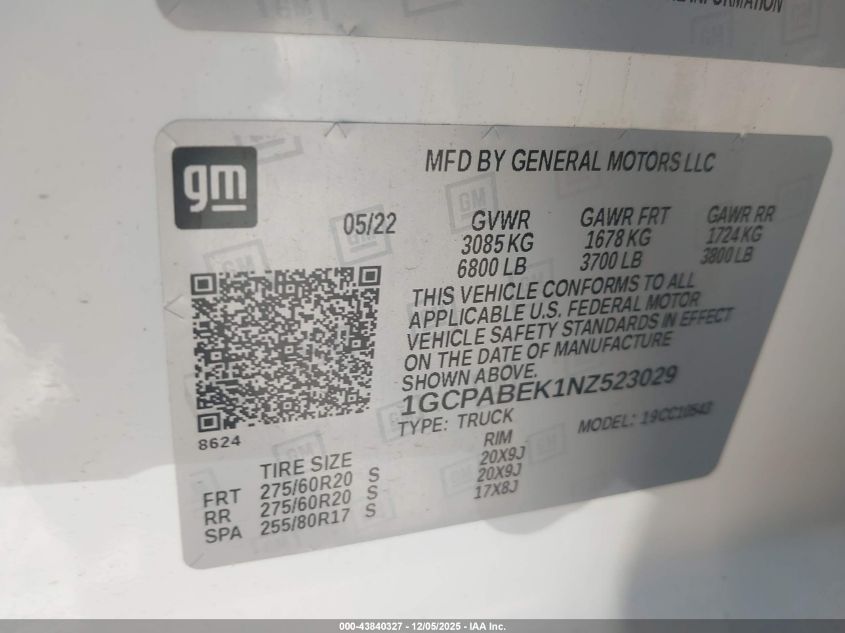 INFORMATION
gm
MFD BY GENERAL MOTORS LLC
05/22
GVWR GAWR FRT GAWR RR
3085 KG 1678 KG 1724 KG
6800 LB 3700 LB 3800 LB
THIS VEHICLE CONFORMS TO ALL
APPLICABLE U.S. FEDERAL MOTOR
VEHICLE SAFETY STANDARDS IN EFFECT
ON THE DATE OF MANUFACTURE
SHOWN ABOVE.
1GCPABEK1NZ523029
TYPE: TRUCK MODEL: 19CC10543
8624
TIRE SIZE RIM
FRT 275/60R20 S 20X9J
RR 275/60R20 S 20X9J
SPA 255/80R17 S 17X8J
000-43840327 - 12/05/2025 - IAA Inc.